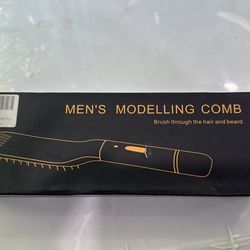 MEN'S MODELLING COMB
Brush through the hair and beard